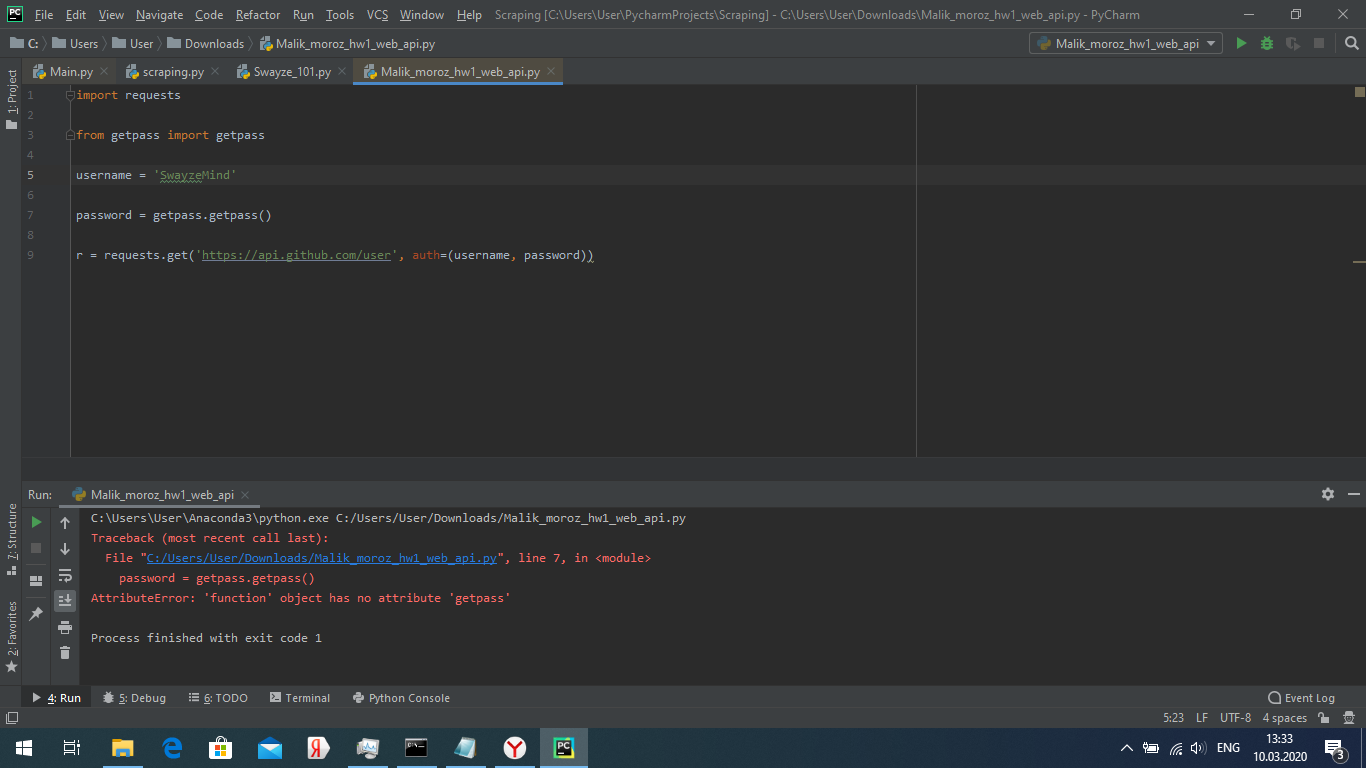 PC File Edit View Navigate Code Refactor Run Tools VCS Window Help Scraping [C:\Users\User\PycharmProjects\Scraping] - C:\Users\User\Downloads\Malik_moroz_hw1_web_api.py - PyCharm
C: Users User Downloads Malik_moroz_hw1_web_api.py Malik_moroz_hw1_web_api
1: Project
Main.py scraping.py Swayze_101.py Malik_moroz_hw1_web_api.py
1 import requests
2
3 from getpass import getpass
4
5 username = 'SwayzeMind'
6
7 password = getpass.getpass()
8
9 r = requests.get('https://api.github.com/user', auth=(username, password))
Run: Malik_moroz_hw1_web_api
7: Structure
2: Favorites
C:\Users\User\Anaconda3\python.exe C:/Users/User/Downloads/Malik_moroz_hw1_web_api.py
Traceback (most recent call last):
File "C:/Users/User/Downloads/Malik_moroz_hw1_web_api.py", line 7, in <module>
password = getpass.getpass()
AttributeError: 'function' object has no attribute 'getpass'
Process finished with exit code 1
4: Run 5: Debug 6: TODO Terminal Python Console Event Log
5:23 LF UTF-8 4 spaces
Я Y PC ENG 13:33
10.03.2020 3